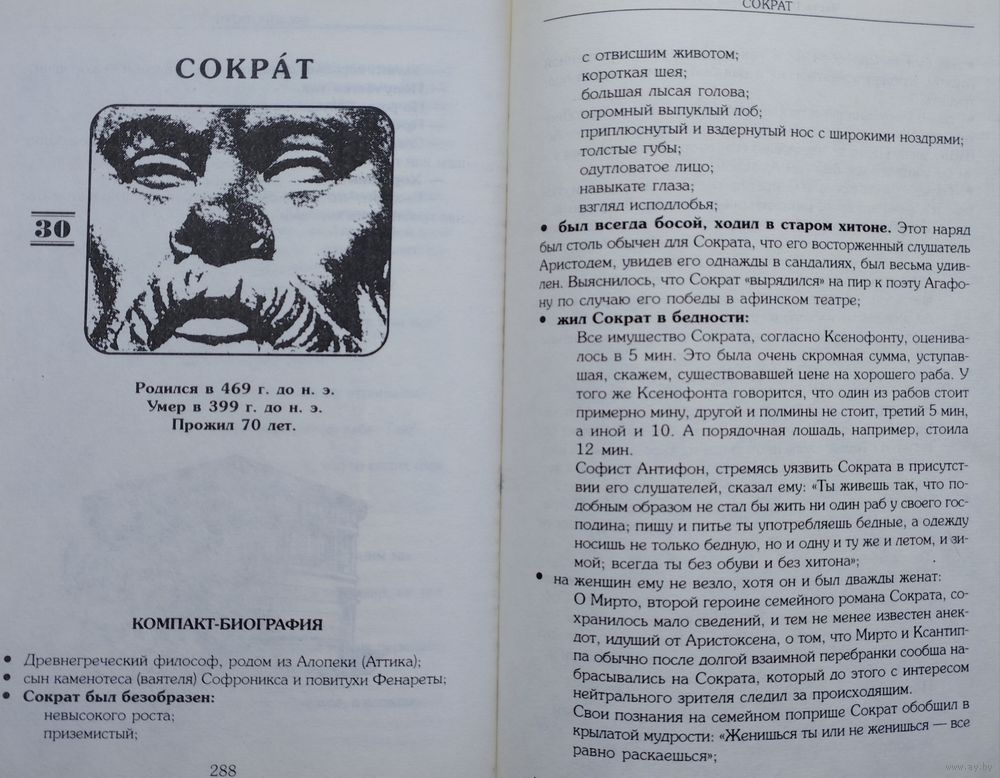 СОКРА́Т
30
Родился в 469 г. до н. э.
Умер в 399 г. до н. э.
Прожил 70 лет.
КОМПАКТ-БИОГРАФИЯ
• Древнегреческий философ, родом из Алопеки (Аттика);
• сын каменотеса (ваятеля) Софроникса и повитухи Фенареты;
• Сократ был безобразен:
невысокого роста;
приземистый;
288
СОКРАТ
с отвисшим животом;
короткая шея;
большая лысая голова;
огромный выпуклый лоб;
приплюснутый и вздернутый нос с широкими ноздрями;
толстые губы;
одутловатое лицо;
навыкате глаза;
взгляд исподлобья;
• был всегда босой, ходил в старом хитоне. Этот наряд
был столь обычен для Сократа, что его восторженный слушатель
Аристодем, увидев его однажды в сандалиях, был весьма удив-
лен. Выяснилось, что Сократ «вырядился» на пир к поэту Агафо-
ну по случаю его победы в афинском театре;
• жил Сократ в бедности:
Все имущество Сократа, согласно Ксенофонту, оценива-
лось в 5 мин. Это была очень скромная сумма, уступав-
шая, скажем, существовавшей цене на хорошего раба. У
того же Ксенофонта говорится, что один из рабов стоит
примерно мину, другой и полмины не стоит, третий 5 мин,
а иной и 10. А порядочная лошадь, например, стоила
12 мин.
Софист Антифон, стремясь уязвить Сократа в присутст-
вии его слушателей, сказал ему: «Ты живешь так, что по-
добным образом не стал бы жить ни один раб у своего гос-
подина; пищу и питье ты употребляешь бедные, а одежду
носишь не только бедную, но и одну и ту же и летом, и зи-
мой; всегда ты без обуви и без хитона»;
• на женщин ему не везло, хотя он и был дважды женат:
О Мирто, второй героине семейного романа Сократа, со-
хранилось мало сведений, и тем не менее известен анек-
дот, идущий от Аристоксена, о том, что Мирто и Ксантип-
па обычно после долгой взаимной перебранки сообща на-
брасывались на Сократа, который до этого с интересом
нейтрального зрителя следил за происходящим.
Свои познания на семейном поприще Сократ обобщил в
крылатой мудрости: «Женишься ты или не женишься — все
равно раскаешься»;
www.ay.by